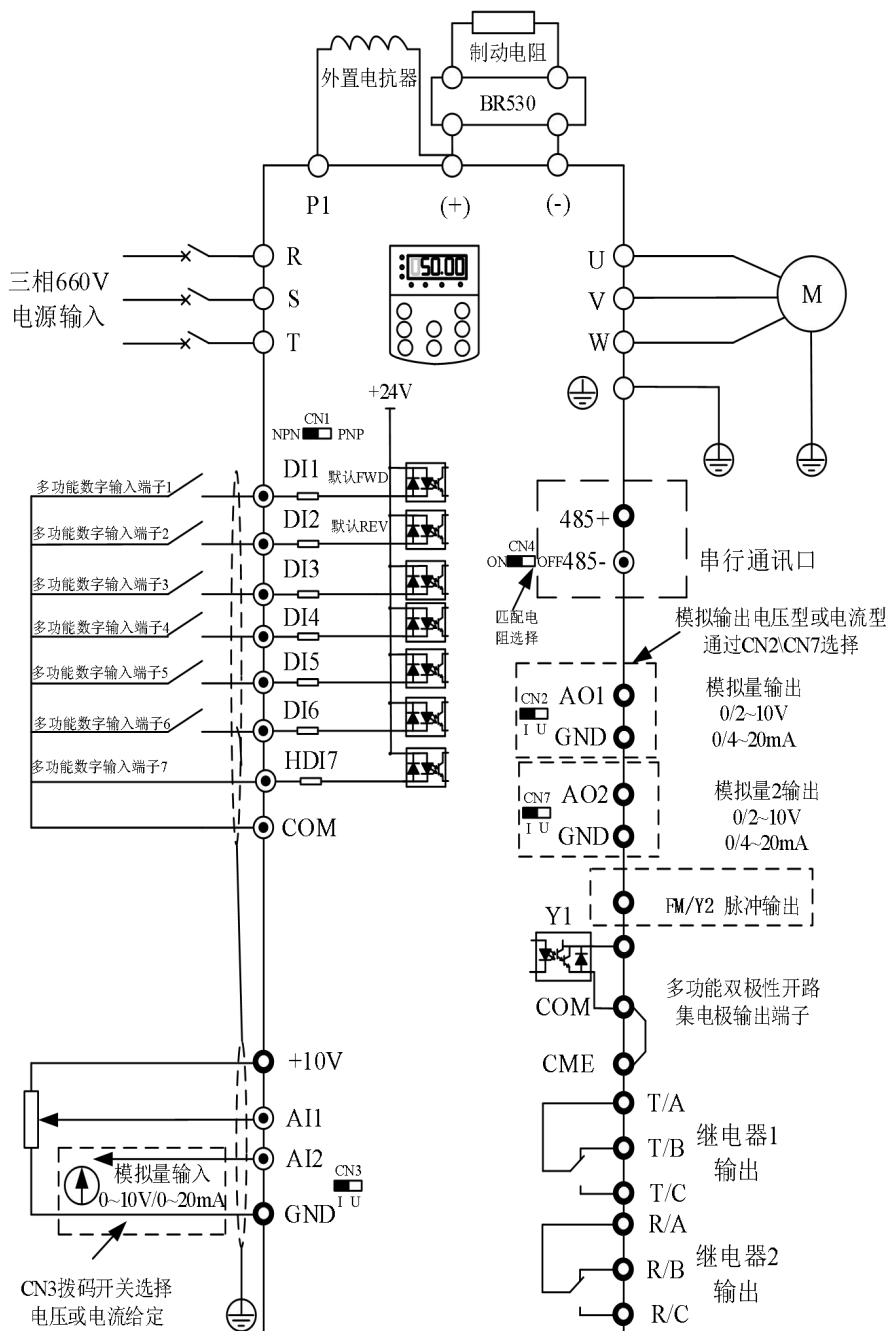 制动电阻
外置电抗器
BR530
P1
(+)
(-)
三相660V
电源输入
R
S
T
50.00
U
V
W
M
+24V
CN1
NPN
PNP
多功能数字输入端子1
DI1
默认FWD
多功能数字输入端子2
DI2
默认REV
多功能数字输入端子3
DI3
多功能数字输入端子4
DI4
多功能数字输入端子5
DI5
多功能数字输入端子6
DI6
多功能数字输入端子7
HDI7
COM
485+
CN4
ON
OFF
485-
串行通讯口
匹配电
阻选择
模拟输出电压型或电流型
通过CN2\CN7选择
CN2
I U
AO1
GND
模拟量输出
0/2~10V
0/4~20mA
CN7
I U
AO2
GND
模拟量2输出
0/2~10V
0/4~20mA
FM/Y2 脉冲输出
Y1
COM
CME
多功能双极性开路
集电极输出端子
+10V
AI1
AI2
GND
CN3
I U
模拟量输入
0~10V/0~20mA
CN3拨码开关选择
电压或电流给定
T/A
T/B
T/C
继电器1
输出
R/A
R/B
R/C
继电器2
输出